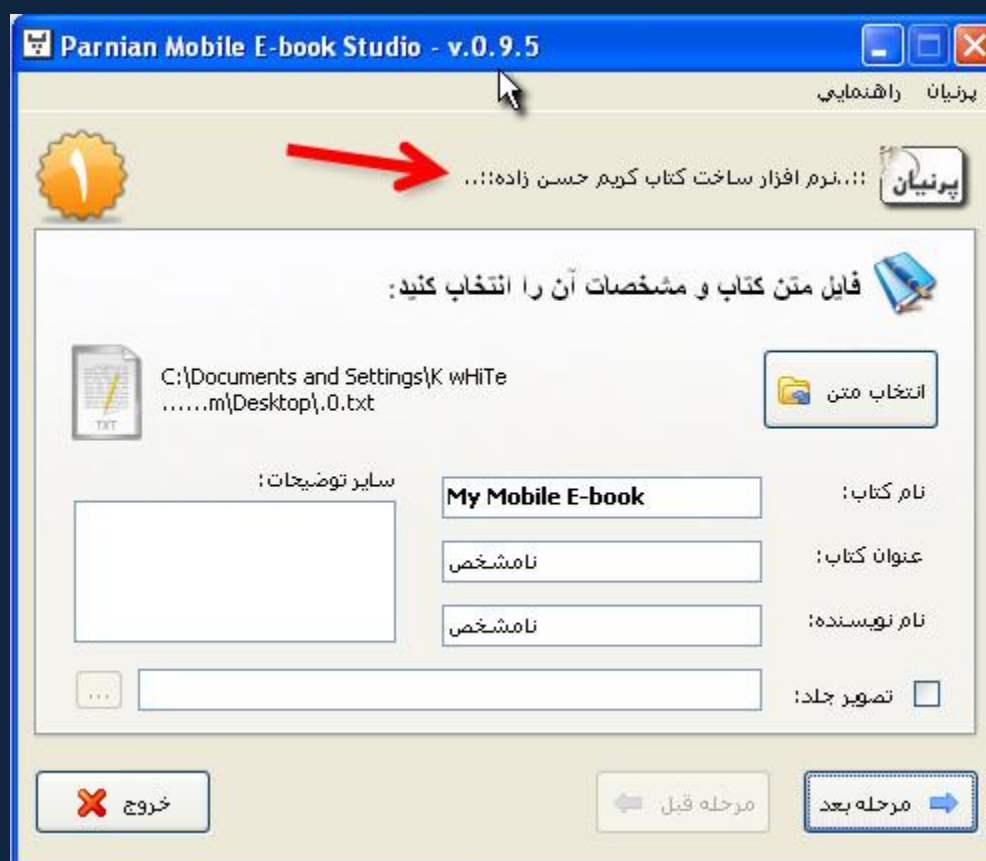 Parnian Mobile E-book Studio - v.0.9.5
پرنیان راهنمایی
پرنیان
::..نرم افزار ساخت کتاب کریم حسن زاده::..
۱
فایل متن کتاب و مشخصات آن را انتخاب کنید:
انتخاب متن
C:\Documents and Settings\K wHiTe
......m\Desktop\.0.txt
TXT
نام کتاب:
My Mobile E-book
سایر توضیحات:
عنوان کتاب:
نامشخص
نام نویسنده:
نامشخص
تصویر جلد:
...
مرحله بعد
مرحله قبل
خروج